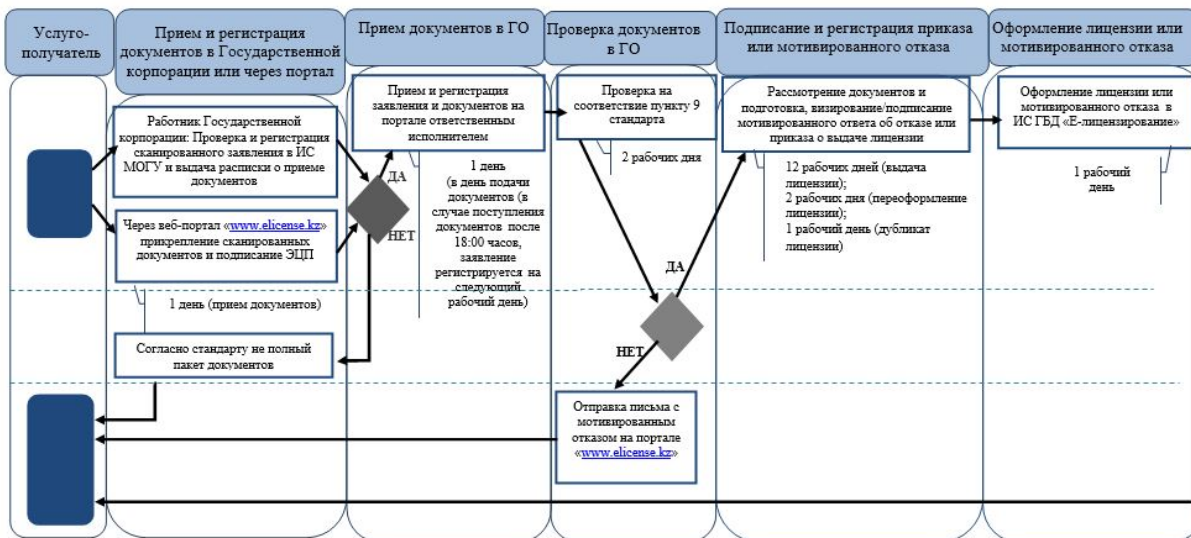 Услуго-
получатель
Прием и регистрация
документов в Государственной
корпорации или через портал
Прием документов в ГО
Проверка документов
в ГО
Подписание и регистрация приказа
или мотивированного отказа
Оформление лицензии или
мотивированного отказа
Работник Государственной
корпорации: Проверка и регистрация
сканированного заявления в ИС
МОГУ и выдача расписки о приеме
документов
Через веб-портал «www.elicense.kz»
прикрепление сканированных
документов и подписание ЭЦП
1 день (прием документов)
Согласно стандарту не полный
пакет документов
ДА
НЕТ
Прием и регистрация
заявления и документов на
портале ответственным
исполнителем
1 день
(в день подачи
документов (в
случае поступления
документов после
18:00 часов,
заявление
регистрируется на
следующий
рабочий день)
Проверка на
соответствие пункту 9
стандарта
2 рабочих дня
ДА
НЕТ
Отправка письма с
мотивированным
отказом на портале
«www.elicense.kz»
Рассмотрение документов и
подготовка, визирование/подписание
мотивированного ответа об отказе или
приказа о выдаче лицензии
12 рабочих дней (выдача
лицензии);
2 рабочих дня (переоформление
лицензии);
1 рабочий день (дубликат
лицензии)
Оформление лицензии или
мотивированного отказа в
ИС ГБД «Е-лицензирование»
1 рабочий
день